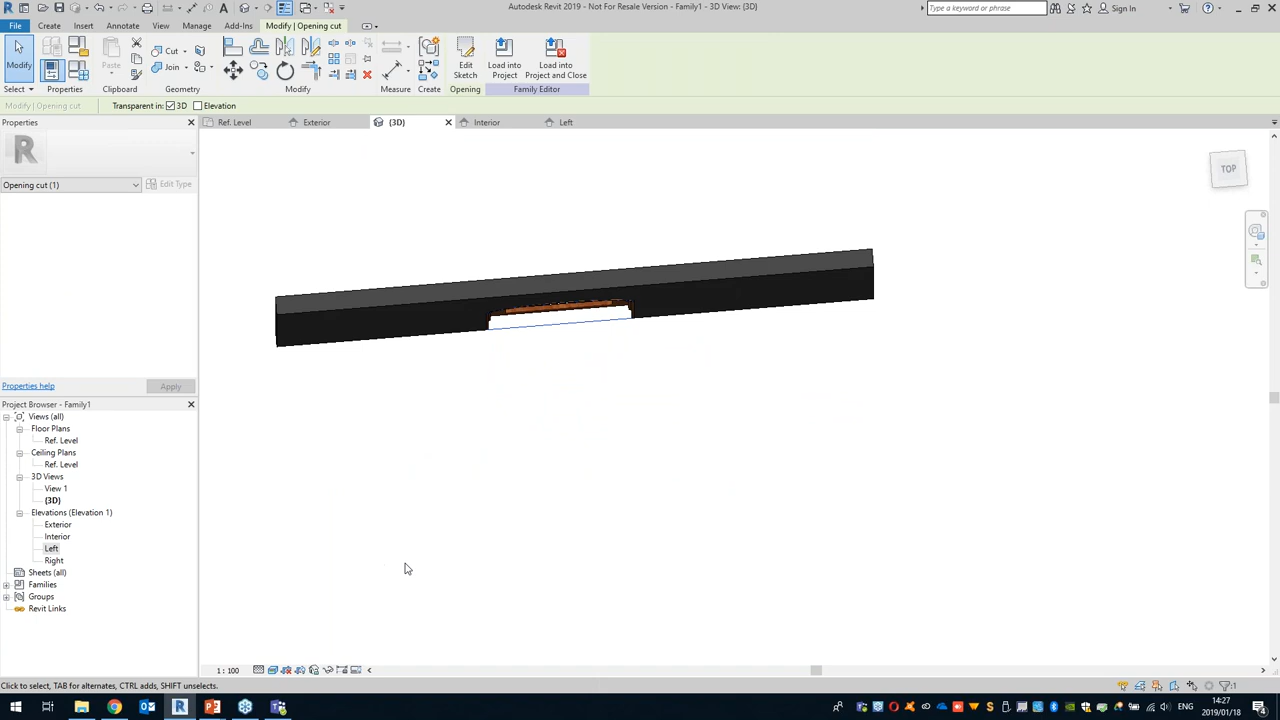 Autodesk Revit 2019 - Not For Resale Version - Family1 - 3D View: {3D}
Type a keyword or phrase
Sign In
File
Create
Insert
Annotate
View
Manage
Add-Ins
Modify | Opening cut
Modify
Paste
Cut
Join
Edit
Sketch
Load into
Project
Load into
Project and Close
Select
Properties
Clipboard
Geometry
Modify
Measure
Create
Opening
Family Editor
Modify | Opening cut
Transparent in:
3D
Elevation
Properties
Ref. Level
Exterior
{3D}
Interior
Left
R
TOP
Opening cut (1)
Edit Type
Properties help
Apply
Project Browser - Family1
Views (all)
Floor Plans
Ref. Level
Ceiling Plans
Ref. Level
3D Views
View 1
{3D}
Elevations (Elevation 1)
Exterior
Interior
Left
Right
Sheets (all)
Families
Groups
Revit Links
1 : 100
Click to select, TAB for alternates, CTRL adds, SHIFT unselects.
:1
ENG
14:27
2019/01/18